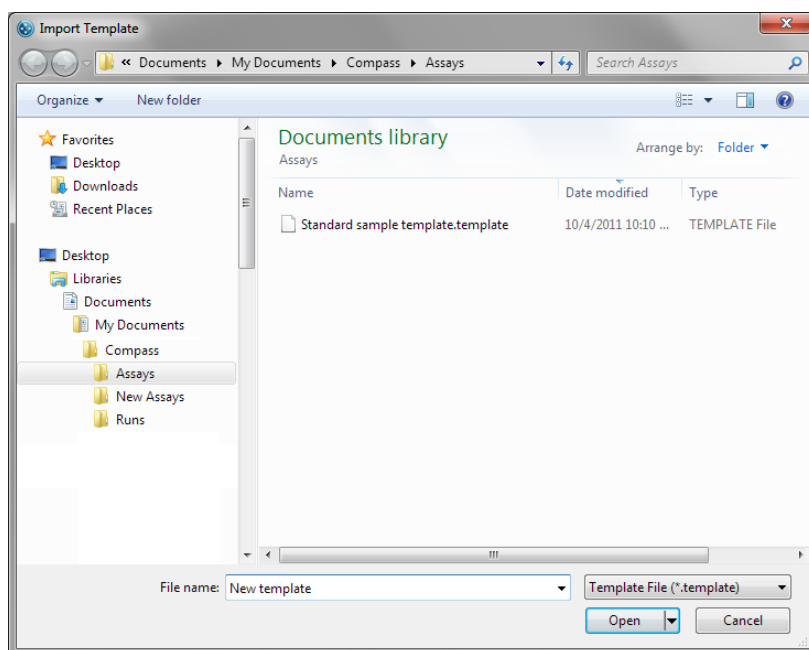 Import Template
« Documents ▸ My Documents ▸ Compass ▸ Assays
Search Assays
Organize ▾ New folder
Favorites
Desktop
Downloads
Recent Places
Desktop
Libraries
Documents
My Documents
Compass
Assays
New Assays
Runs
Documents library
Assays
Arrange by: Folder ▾
Name Date modified Type
Standard sample template.template 10/4/2011 10:10 ... TEMPLATE File
File name: New template Template File (*.template)
Open Cancel